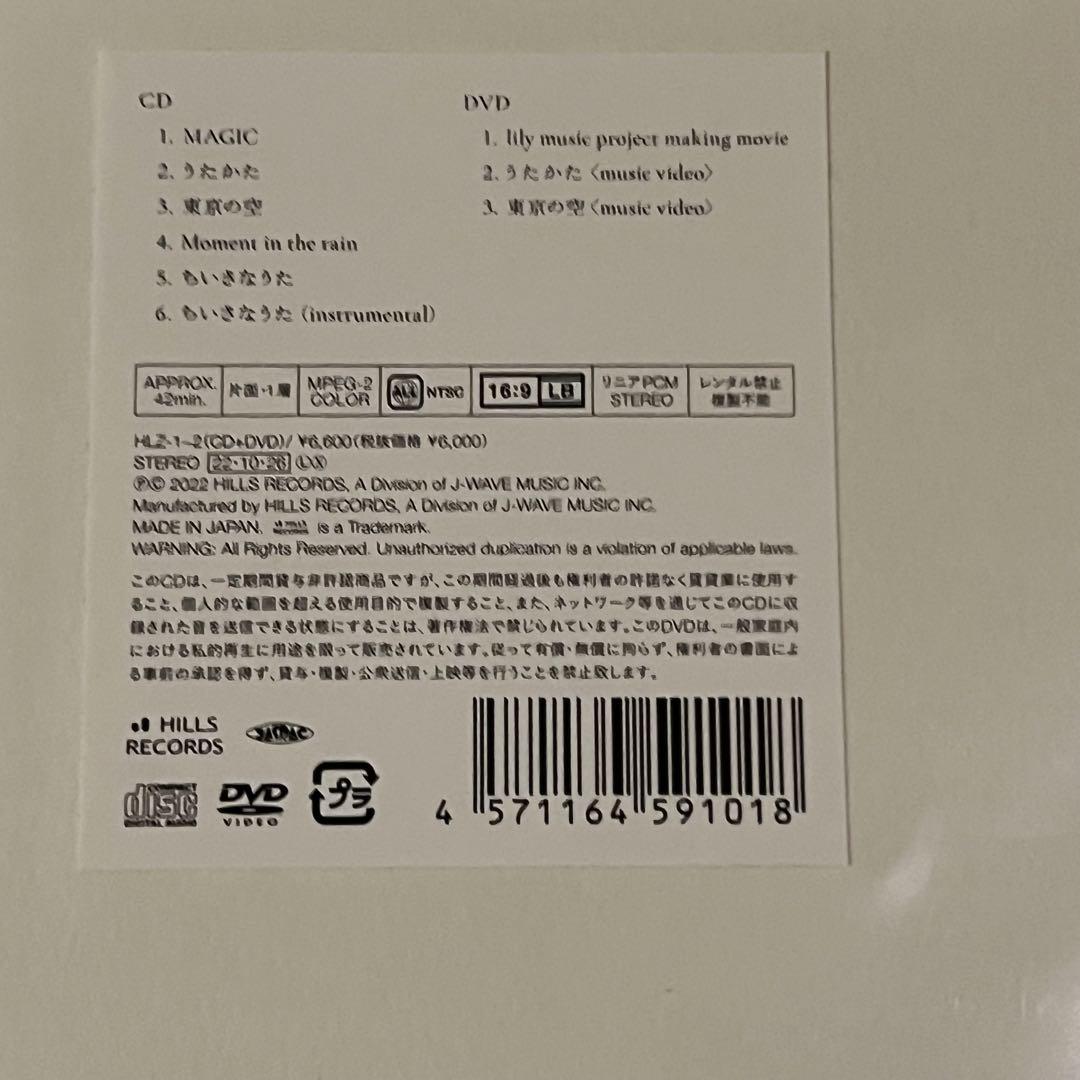 CD
1. MAGIC
2. うたかた
3. 東京の空
4. Moment in the rain
5. ちいさなうた
6. ちいさなうた〈instrumental〉
DVD
1. lily music project making movie
2. うたかた〈music video〉
3. 東京の空〈music video〉
APPROX. 42min.
片面・1層
MPEG-2 COLOR
ALL NTSC
16:9 LB
リニアPCM STEREO
レンタル禁止 複製不能
HLZ-1~2(CD+DVD)/ ¥6,600(税抜価格 ¥6,000)
STEREO 22・10・26 Ⓛ Ⓧ
Ⓟ© 2022 HILLS RECORDS, A Division of J-WAVE MUSIC INC.
Manufactured by HILLS RECORDS, A Division of J-WAVE MUSIC INC.
MADE IN JAPAN. is a Trademark.
WARNING: All Rights Reserved. Unauthorized duplication is a violation of applicable laws.
このCDは、一定期間貸与非許諾商品ですが、この期間経過後も権利者の許諾なく賃貸業に使用す
ること、個人的な範囲を超える使用目的で複製すること、また、ネットワーク等を通じてこのCDに収
録された音を送信できる状態にすることは、著作権法で禁じられています。このDVDは、一般家庭内
における私的再生に用途を限って販売されています。従って有償・無償に拘らず、権利者の書面によ
る事前の承認を得ず、貸与・複製・公衆送信・上映等を行うことを禁止致します。
HILLS
RECORDS
JASRAC
disc
DIGITAL AUDIO
DVD
VIDEO
プラ
4 571164 591018